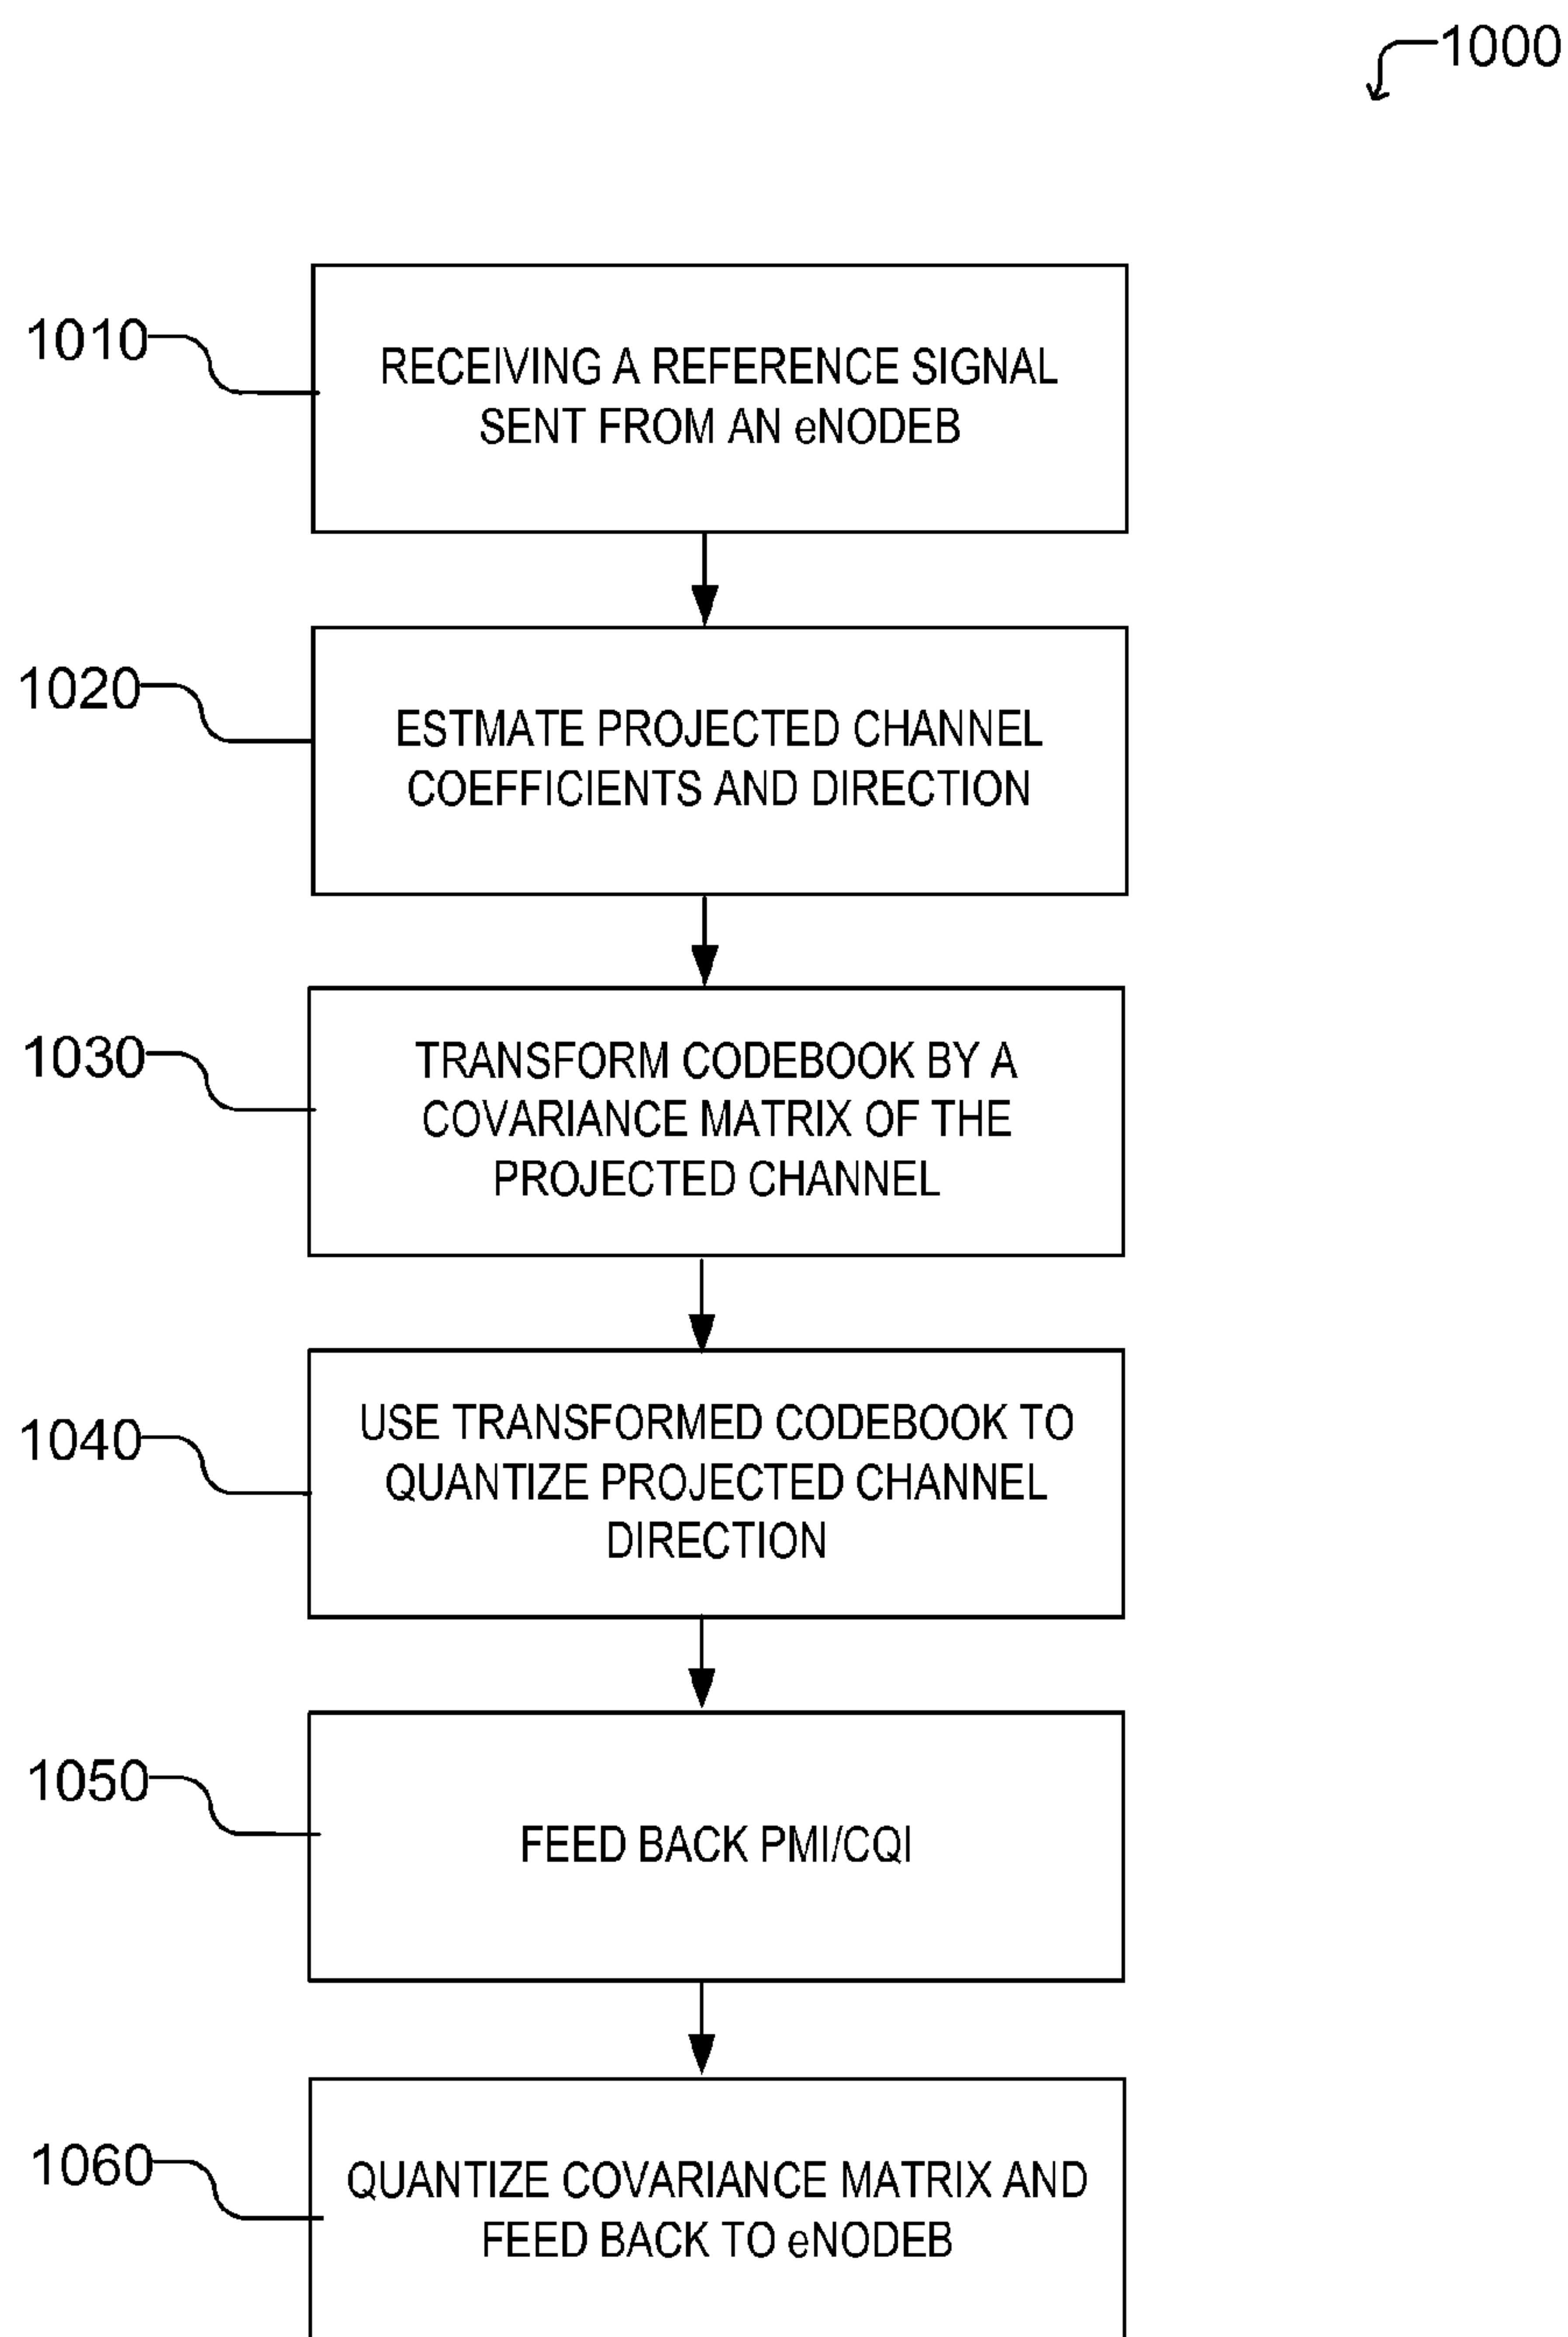 1000
1010
RECEIVING A REFERENCE SIGNAL
SENT FROM AN eNODEB
1020
ESTMATE PROJECTED CHANNEL
COEFFICIENTS AND DIRECTION
1030
TRANSFORM CODEBOOK BY A
COVARIANCE MATRIX OF THE
PROJECTED CHANNEL
1040
USE TRANSFORMED CODEBOOK TO
QUANTIZE PROJECTED CHANNEL
DIRECTION
1050
FEED BACK PMI/CQI
1060
QUANTIZE COVARIANCE MATRIX AND
FEED BACK TO eNODEB